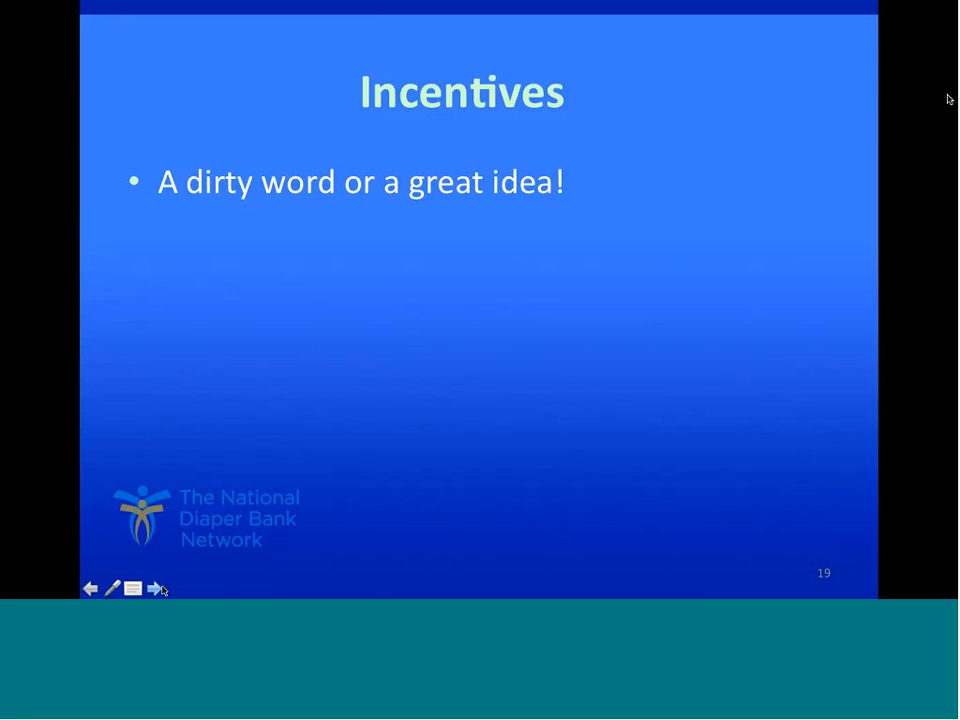 Incentives
• A dirty word or a great idea!
The National
Diaper Bank
Network
19